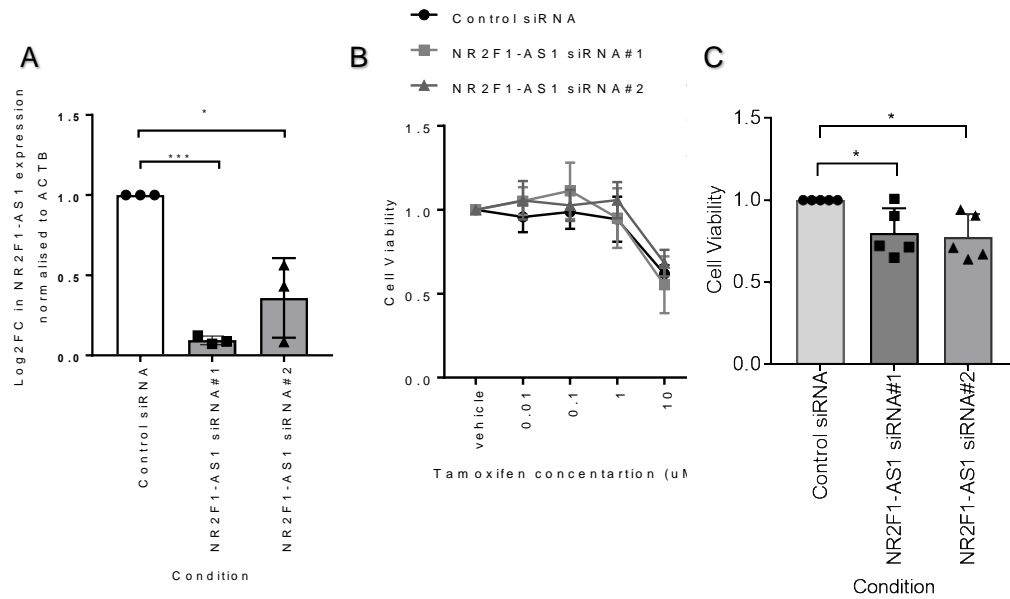 A
Log2FC in NR2F1-AS1 expression
normalised to ACTB
1.5
1.0
0.5
0.0
*
***
Control siRNA
NR2F1-AS1 siRNA#1
NR2F1-AS1 siRNA #2
Condition
B
Control siRNA
NR2F1-AS1 siRNA#1
NR2F1-AS1 siRNA#2
Cell Viability
1.5
1.0
0.5
0.0
vehicle
0.01
0.1
1
10
Tamoxifen concentartion (uM
C
Cell Viability
1.5
1.0
0.5
0.0
*
*
Control siRNA
NR2F1-AS1 siRNA#1
NR2F1-AS1 siRNA#2
Condition